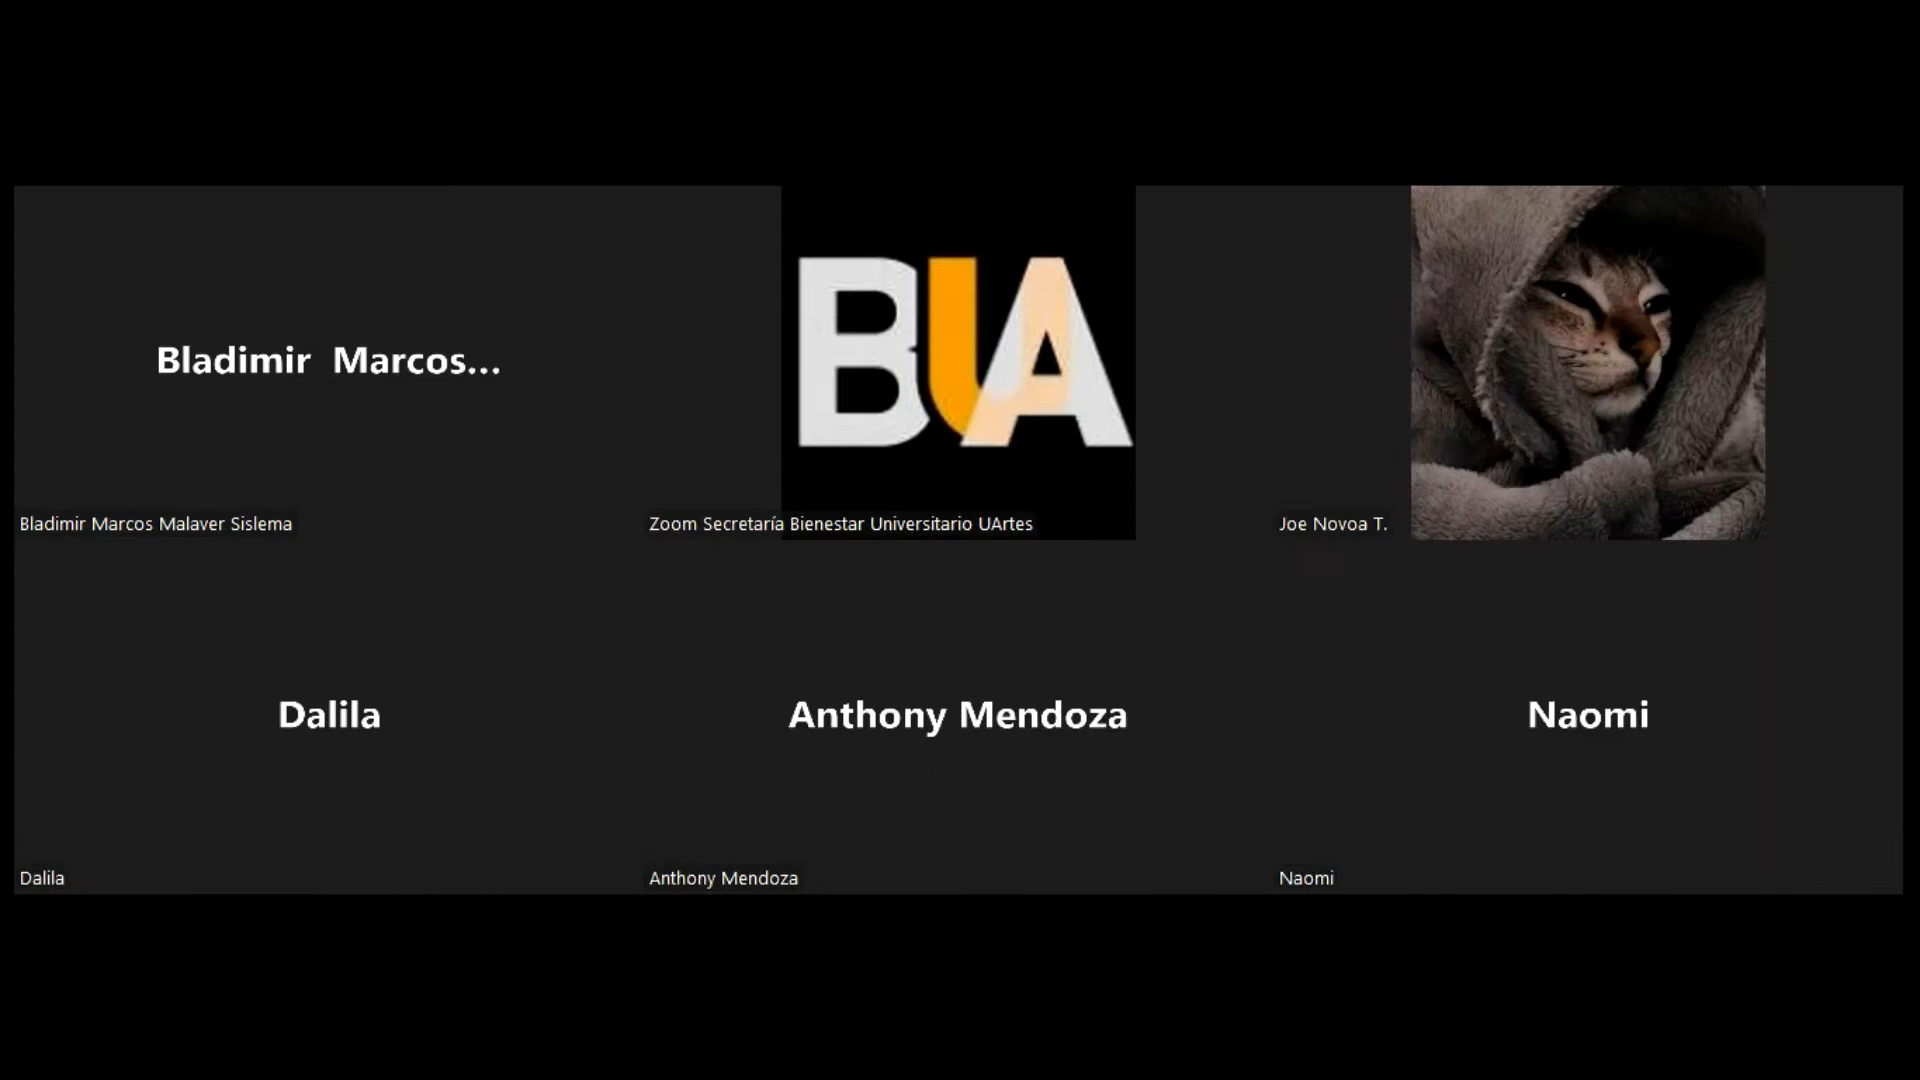 Bladimir Marcos...
BUA
Bladimir Marcos Malaver Sislema
Zoom Secretaría Bienestar Universitario UArtes
Joe Novoa T.
Dalila
Anthony Mendoza
Naomi
Dalila
Anthony Mendoza
Naomi